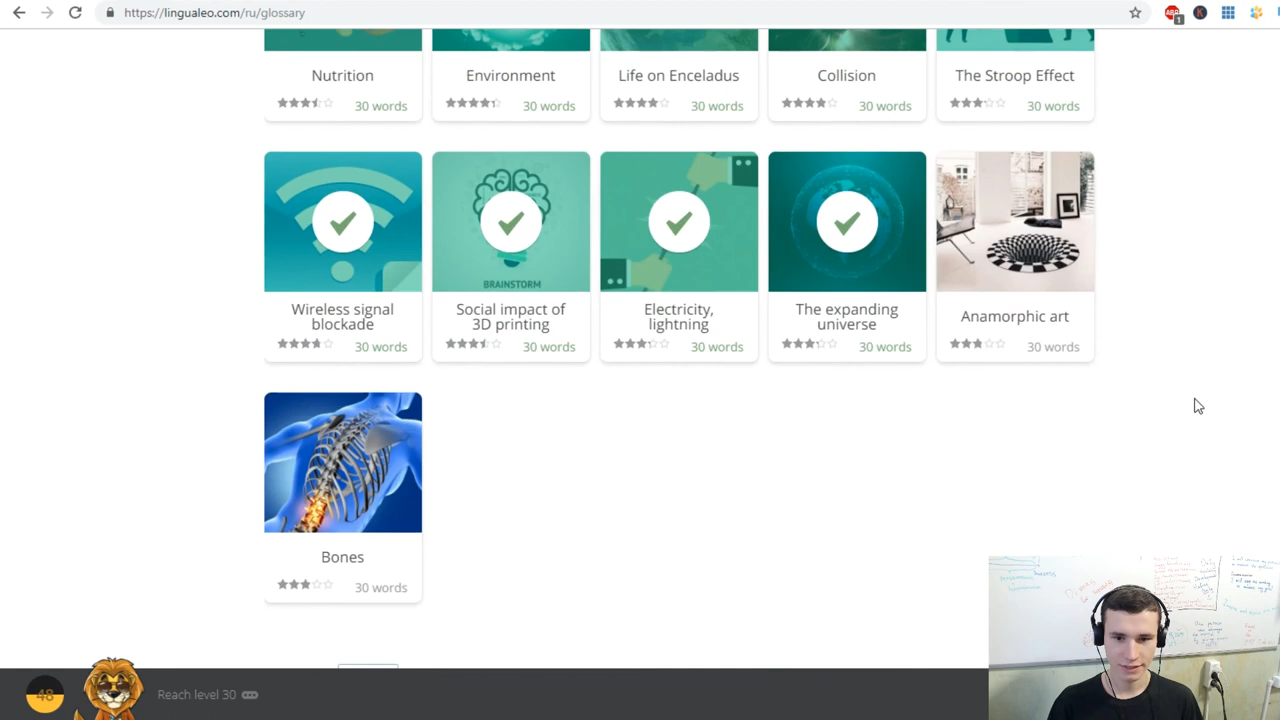 https://lingualeo.com/ru/glossary
ABP
1
K
Nutrition
30 words
Environment
30 words
Life on Enceladus
30 words
Collision
30 words
The Stroop Effect
30 words
BRAINSTORM
Wireless signal
blockade
30 words
Social impact of
3D printing
30 words
Electricity,
lightning
30 words
The expanding
universe
30 words
Anamorphic art
30 words
Bones
30 words
48
Reach level 30